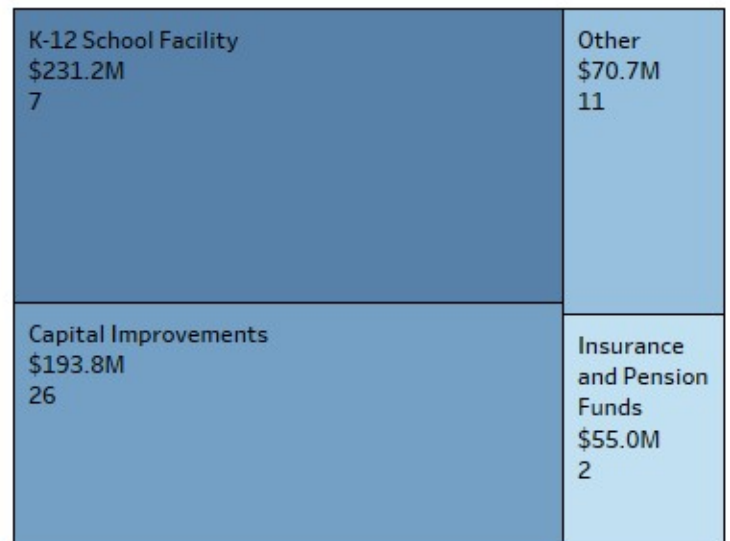 K-12 School Facility
$231.2M
7
Other
$70.7M
11
Capital Improvements
$193.8M
26
Insurance
and Pension
Funds
$55.0M
2